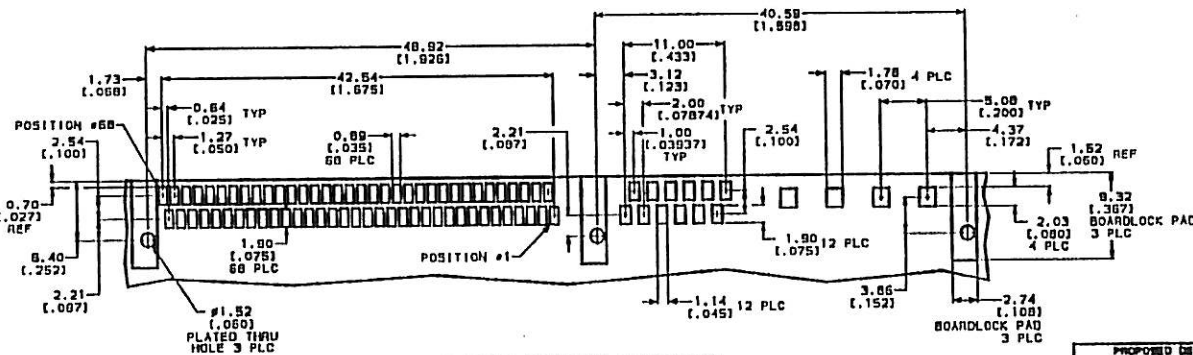 40.59
[1.598]
48.92
[1.926]
11.00
[.433]
1.73
[.068]
42.54
[1.675]
3.12
[.123]
1.78
[.070]
4 PLC
0.64
[.025] TYP
2.00
[.07874] TYP
5.08
[.200] TYP
POSITION #68
1.27
[.050] TYP
0.89
[.035]
68 PLC
2.21
[.087]
1.00
[.03937]
TYP
2.54
[.100]
4.37
[.172]
2.54
[.100]
1.52
[.060] REF
0.70
[.027]
REF
9.32
[.367]
BOARDLOCK PAD
3 PLC
2.03
[.080]
4 PLC
6.40
[.252]
1.90
[.075]
68 PLC
POSITION #1
1.90
[.075] 12 PLC
2.21
[.087]
ø1.52
[.060]
PLATED THRU
HOLE 3 PLC
1.14
[.045] 12 PLC
3.86
[.152]
2.74
[.108]
BOARDLOCK PAD
3 PLC
PROPOSED